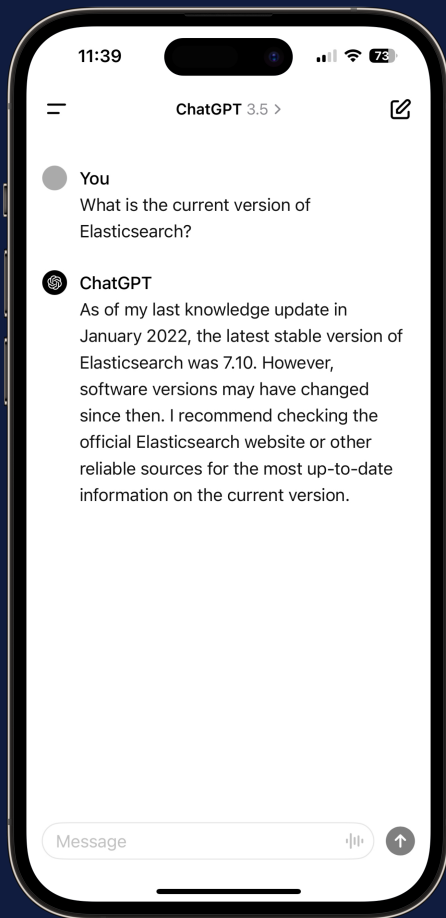 11:39
73
ChatGPT 3.5 >
You
What is the current version of
Elasticsearch?
ChatGPT
As of my last knowledge update in
January 2022, the latest stable version of
Elasticsearch was 7.10. However,
software versions may have changed
since then. I recommend checking the
official Elasticsearch website or other
reliable sources for the most up-to-date
information on the current version.
Message